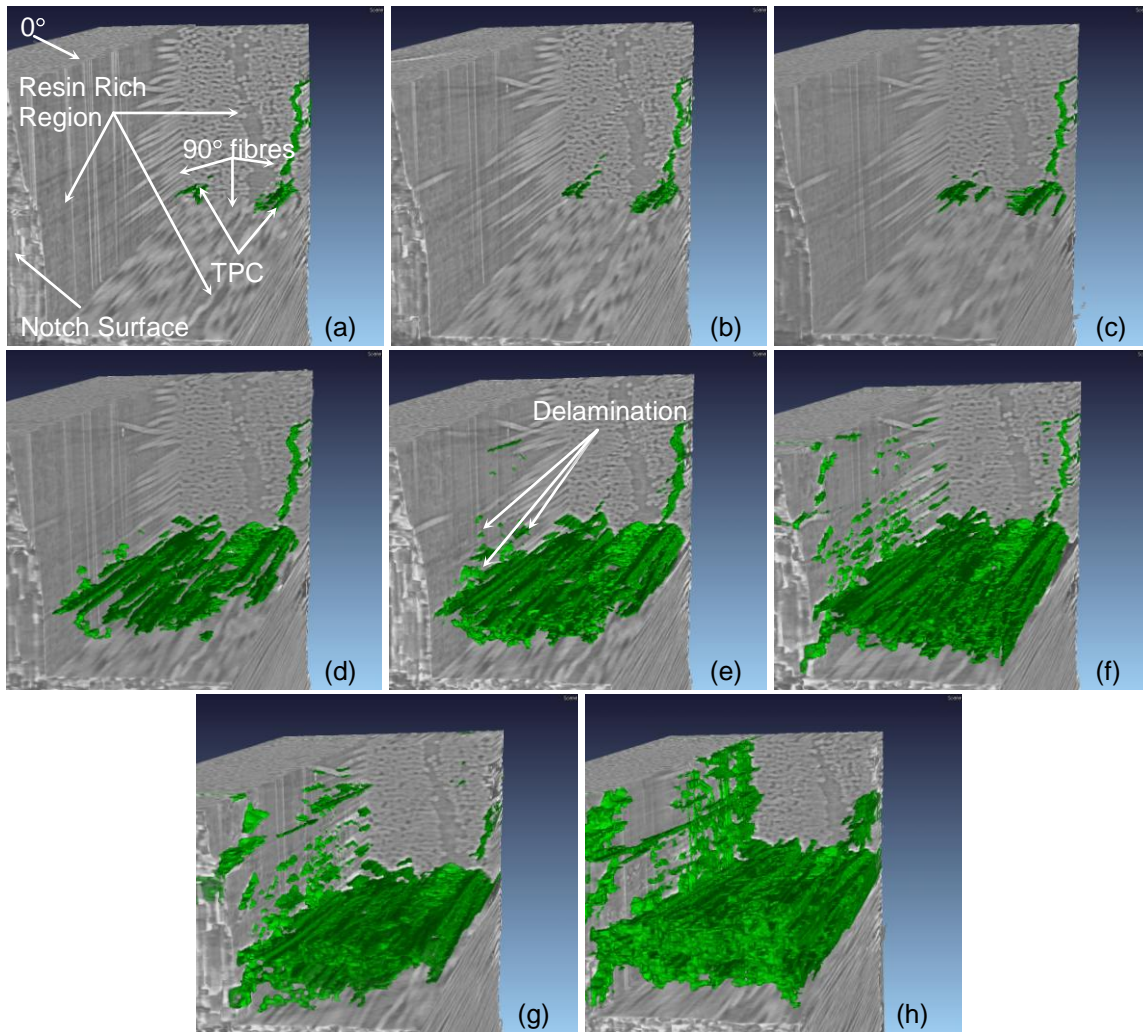 0°
Resin Rich
Region
90° fibres
TPC
Notch Surface
(a)
(b)
(c)
Delamination
(d)
(e)
(f)
(g)
(h)